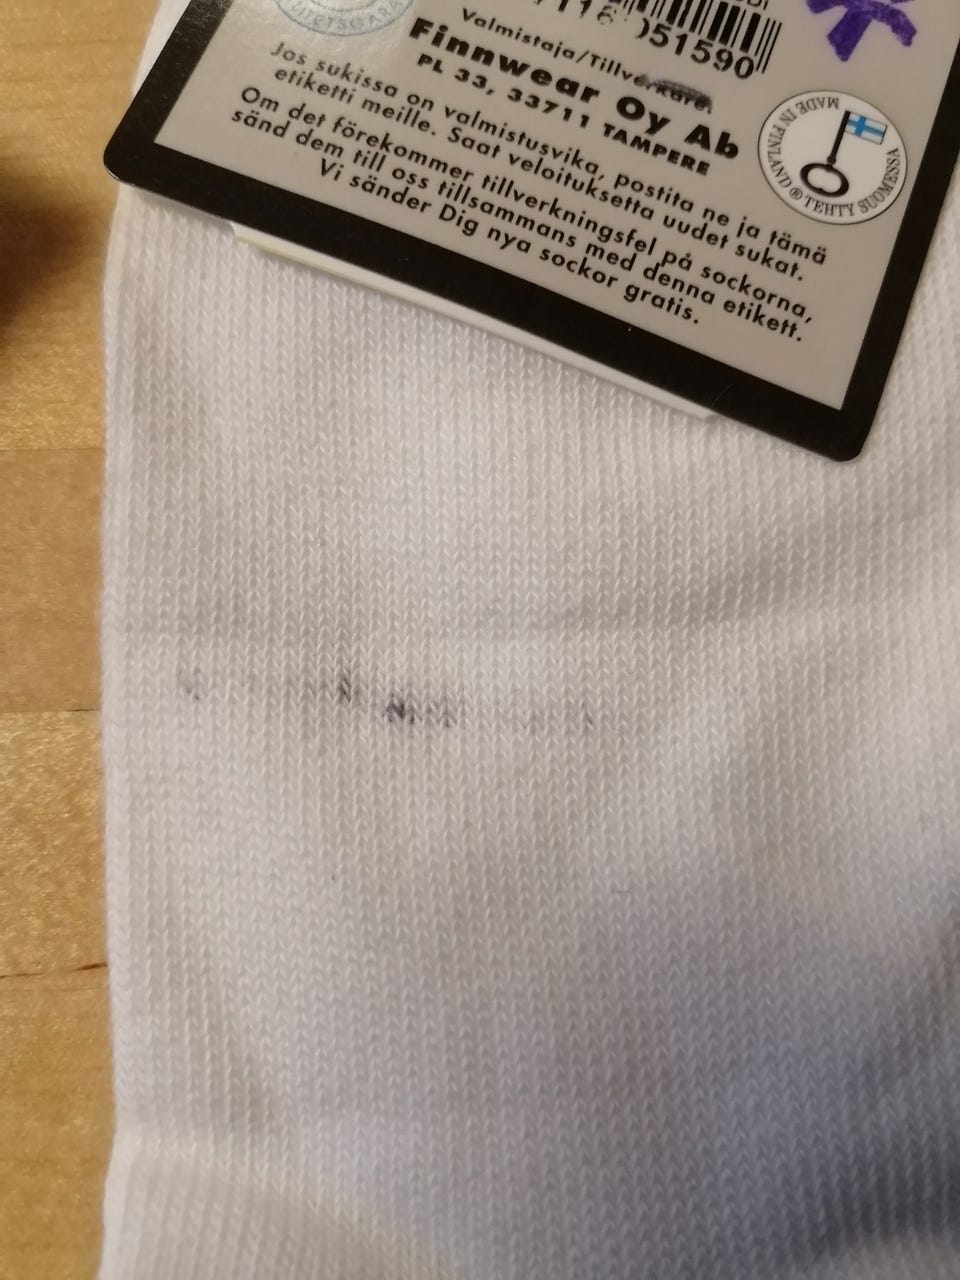 051590
Valmistaja/Tillverkare:
Finnwear Oy Ab
PL 33, 33711 TAMPERE
Jos sukissa on valmistusvika, postita ne ja tämä
etiketti meille. Saat veloituksetta uudet sukat.
Om det förekommer tillverkningsfel på sockorna,
sänd dem till oss tillsammans med denna etikett.
Vi sänder Dig nya sockor gratis.
MADE IN FINLAND ® TEHTY SUOMESSA